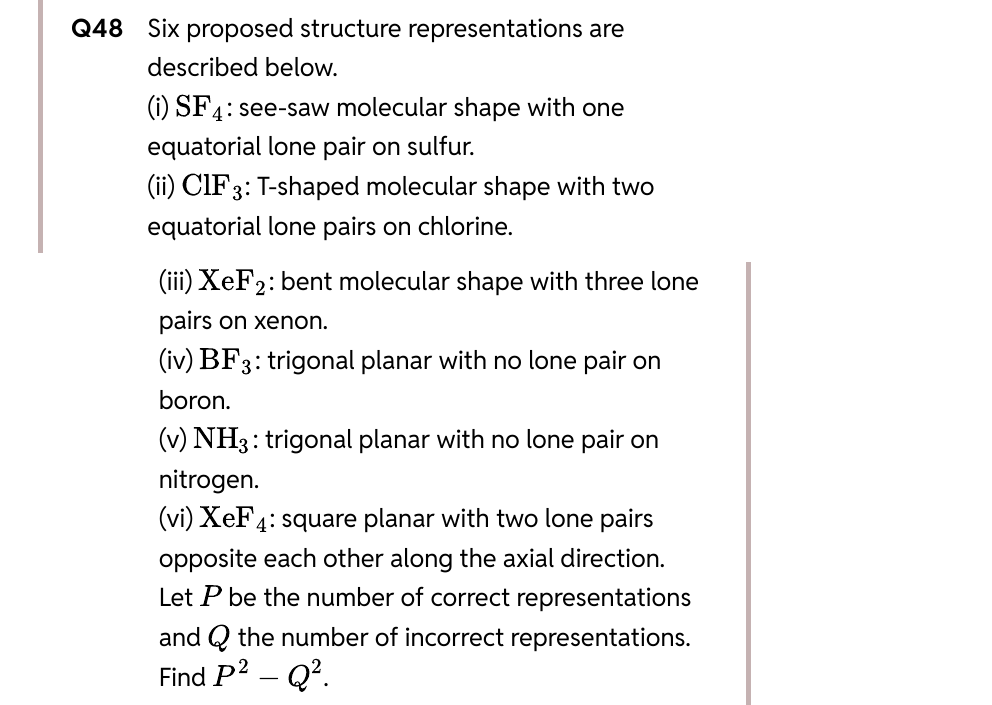 Q48 Six proposed structure representations are
described below.
(i) SF₄: see-saw molecular shape with one
equatorial lone pair on sulfur.
(ii) ClF₃: T-shaped molecular shape with two
equatorial lone pairs on chlorine.
(iii) XeF₂: bent molecular shape with three lone
pairs on xenon.
(iv) BF₃: trigonal planar with no lone pair on
boron.
(v) NH₃: trigonal planar with no lone pair on
nitrogen.
(vi) XeF₄: square planar with two lone pairs
opposite each other along the axial direction.
Let P be the number of correct representations
and Q the number of incorrect representations.
Find P² − Q².